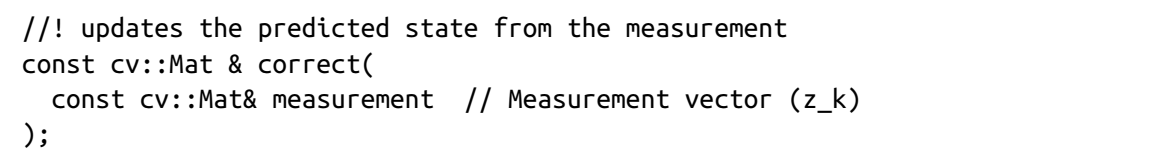 //! updates the predicted state from the measurement
const cv::Mat & correct(
  const cv::Mat& measurement  // Measurement vector (z_k)
);